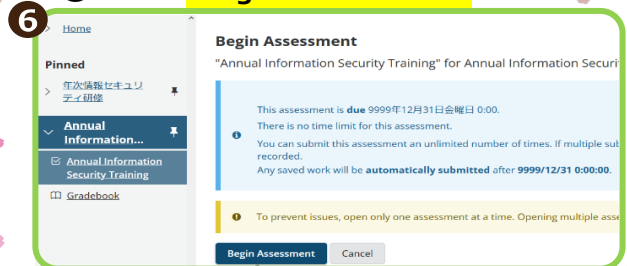 6
Home
Pinned
年次情報セキュリ
ティ研修
Annual
Information...
Annual Information
Security Training
Gradebook
Begin Assessment
"Annual Information Security Training" for Annual Information Securi
This assessment is due 9999年12月31日金曜日 0:00.
There is no time limit for this assessment.
You can submit this assessment an unlimited number of times. If multiple sub
recorded.
Any saved work will be automatically submitted after 9999/12/31 0:00:00.
To prevent issues, open only one assessment at a time. Opening multiple asse
Begin Assessment
Cancel